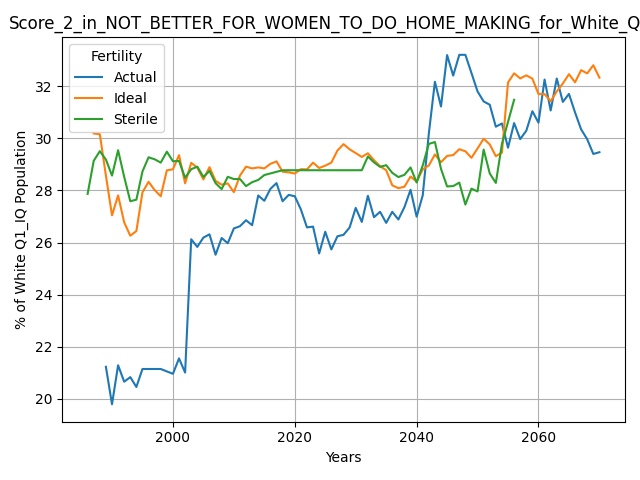 Score_2_in_NOT_BETTER_FOR_WOMEN_TO_DO_HOME_MAKING_for_White_Q
Fertility
Actual
Ideal
Sterile
% of White Q1_IQ Population
32
30
28
26
24
22
20
2000
2020
2040
2060
Years